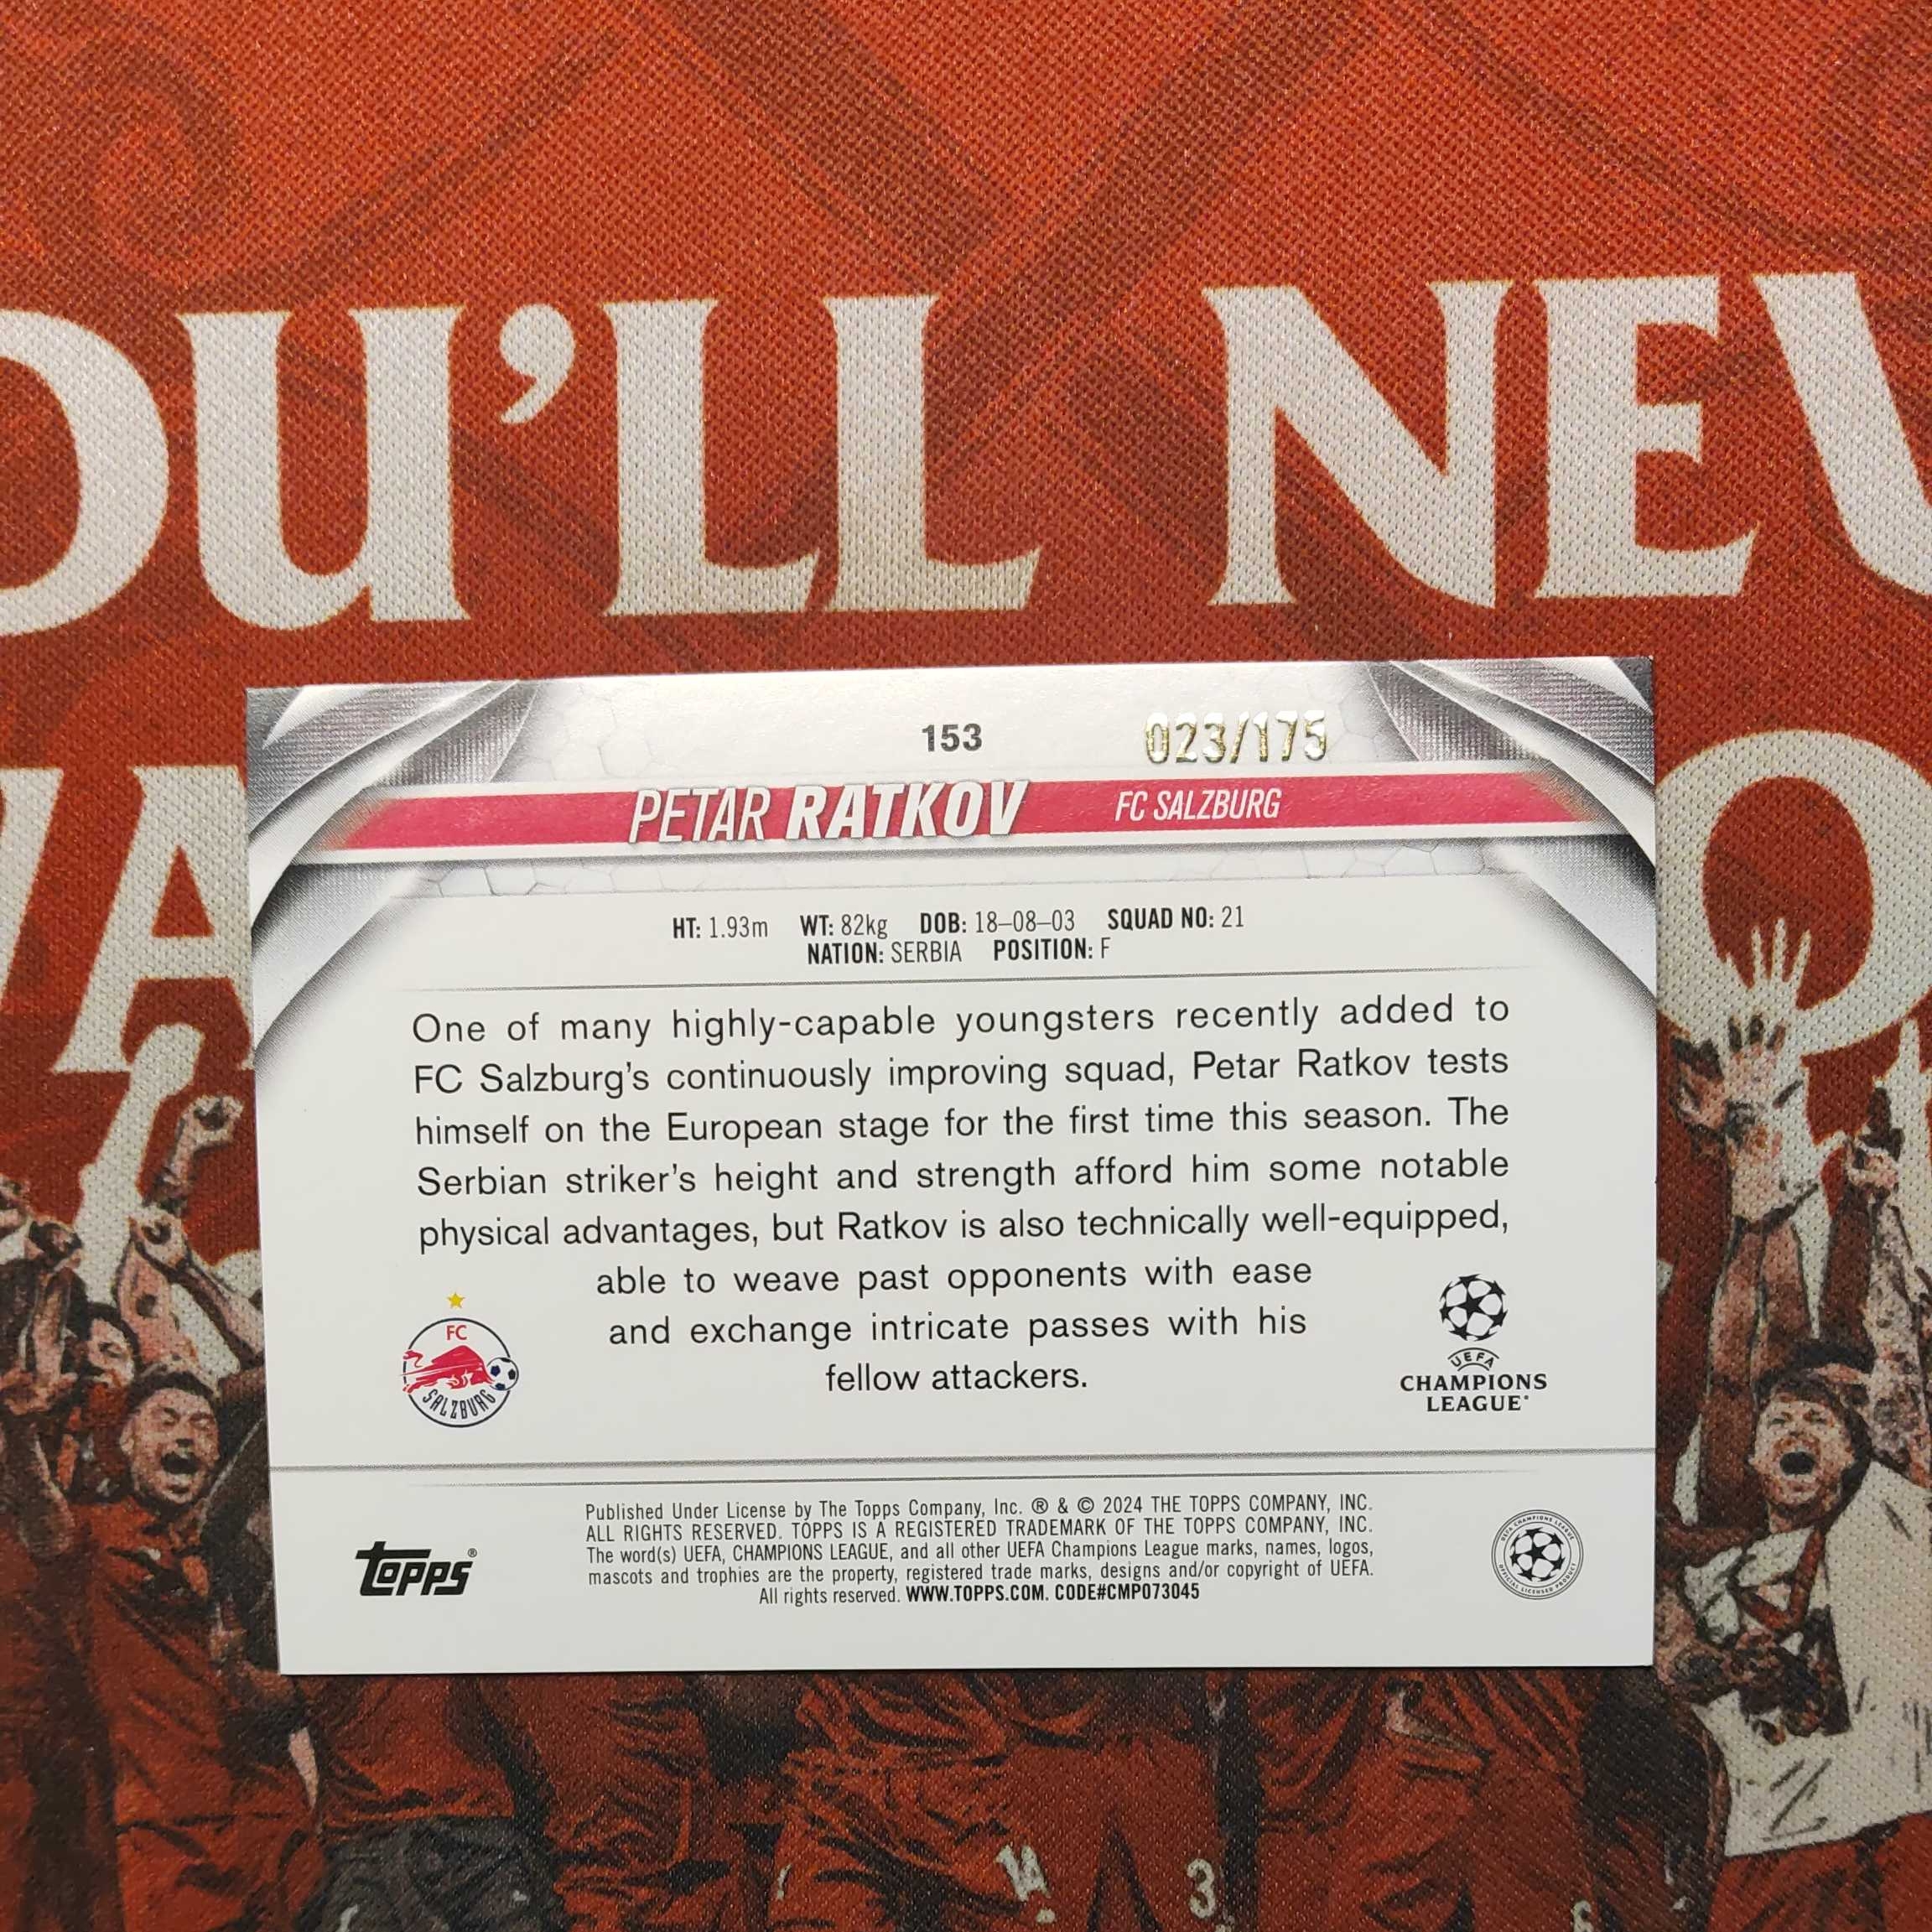 OU'LL NEV
153 023/175
PETAR RATKOV FC SALZBURG
HT: 1.93m WT: 82kg DOB: 18–08–03 SQUAD NO: 21
NATION: SERBIA POSITION: F
One of many highly-capable youngsters recently added to
FC Salzburg's continuously improving squad, Petar Ratkov tests
himself on the European stage for the first time this season. The
Serbian striker's height and strength afford him some notable
physical advantages, but Ratkov is also technically well-equipped,
able to weave past opponents with ease
and exchange intricate passes with his
fellow attackers.
FC
SALZBURG
UEFA
CHAMPIONS
LEAGUE
Published Under License by The Topps Company, Inc. ® & © 2024 THE TOPPS COMPANY, INC.
ALL RIGHTS RESERVED. TOPPS IS A REGISTERED TRADEMARK OF THE TOPPS COMPANY, INC.
The word(s) UEFA, CHAMPIONS LEAGUE, and all other UEFA Champions League marks, names, logos,
mascots and trophies are the property, registered trade marks, designs and/or copyright of UEFA.
All rights reserved. WWW.TOPPS.COM. CODE#CMP073045
TOPPS®
UEFA CHAMPIONS LEAGUE
OFFICIAL LICENSED PRODUCT
14
3